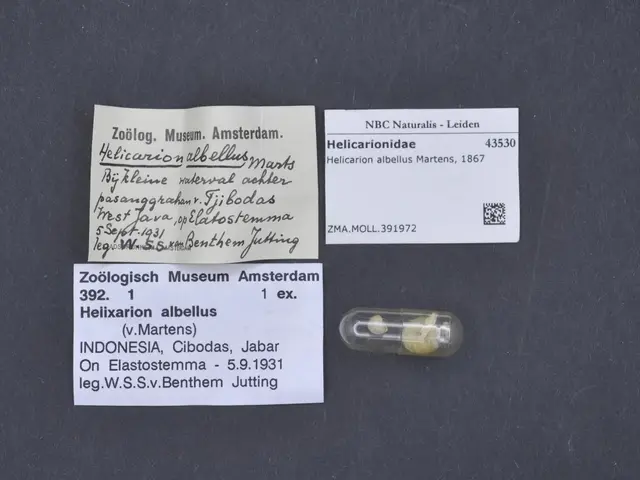 Zoölog. Museum. Amsterdam.
Helicarion albellus, Marts
Bij kleine waterval achter
pasanggrahan v. Tjibodas
West Java, op Elatostemma
5 Sept. 1931
leg. W.S.S. van Benthem Jutting
NBC Naturalis - Leiden
Helicarionidae 43530
Helicarion albellus Martens, 1867
ZMA.MOLL.391972
Zoölogisch Museum Amsterdam
392. 1 1 ex.
Helixarion albellus
(v.Martens)
INDONESIA, Cibodas, Jabar
On Elastostemma - 5.9.1931
leg.W.S.S.v.Benthem Jutting